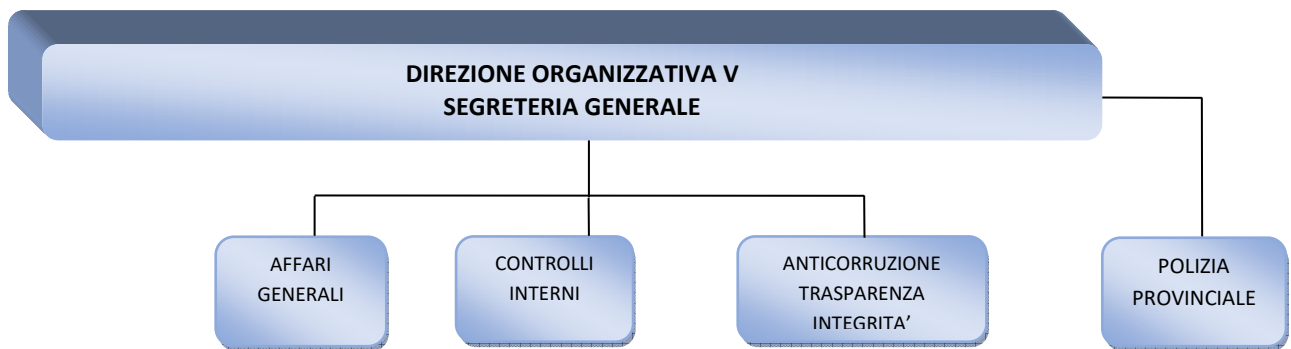 DIREZIONE ORGANIZZATIVA V
SEGRETERIA GENERALE
AFFARI
GENERALI
CONTROLLI
INTERNI
ANTICORRUZIONE
TRASPARENZA
INTEGRITA’
POLIZIA
PROVINCIALE